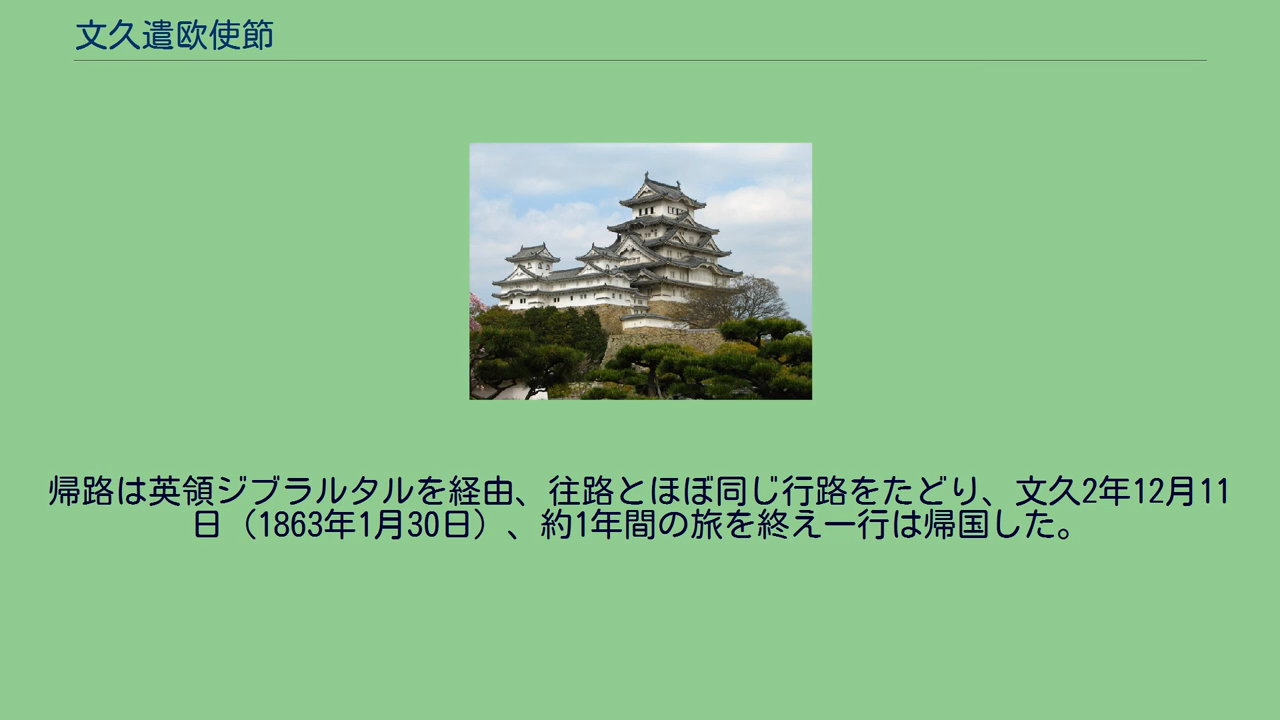 文久遣欧使節
帰路は英領ジブラルタルを経由、往路とほぼ同じ行路をたどり、文久2年12月11
日（1863年1月30日）、約1年間の旅を終え一行は帰国した。